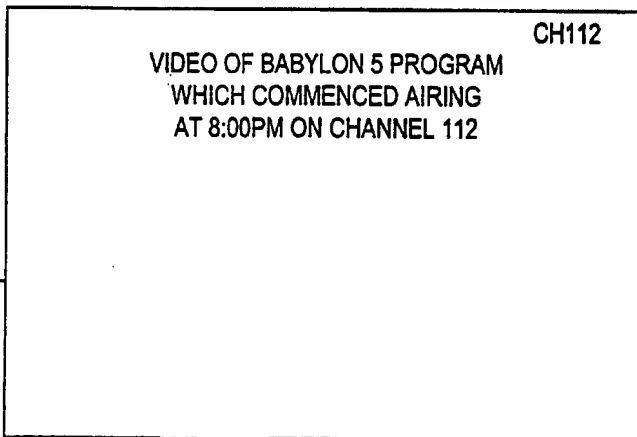 CH112
VIDEO OF BABYLON 5 PROGRAM
WHICH COMMENCED AIRING
AT 8:00PM ON CHANNEL 112